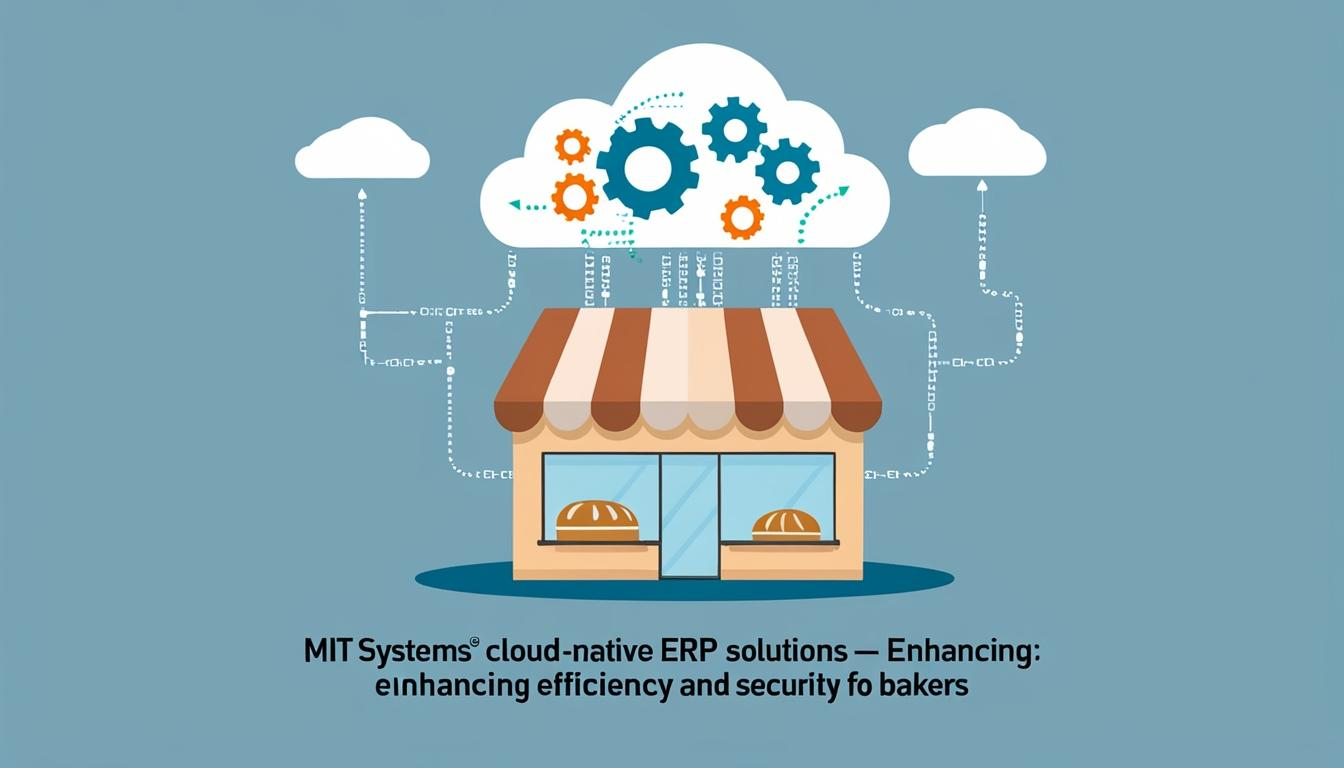 MIT Systems© cloud-native ERP solutions — Enhancing:
eınhancing efficiency and security fo bakers